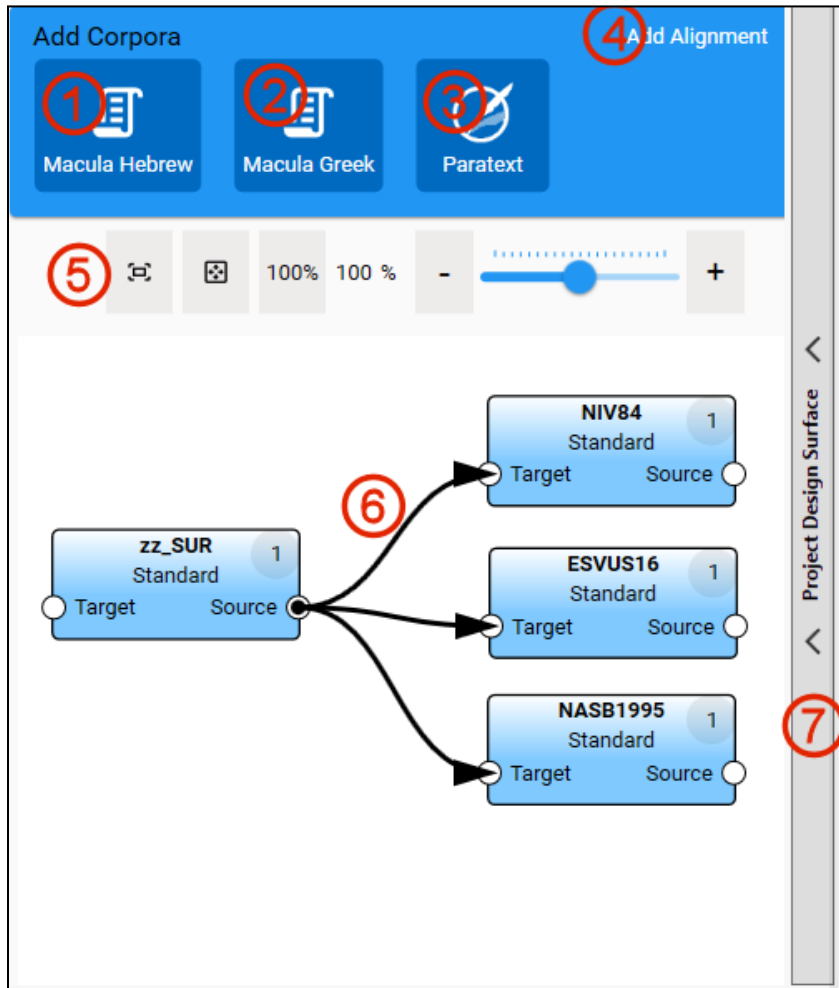 Add Corpora
4 Add Alignment
1 2 3
Macula Hebrew Macula Greek Paratext
5 100% 100 % - +
NIV84 1
Standard
Target Source
6
zz_SUR 1
Standard
Target Source
ESVUS16 1
Standard
Target Source
NASB1995 1
Standard
Target Source
Project Design Surface
7